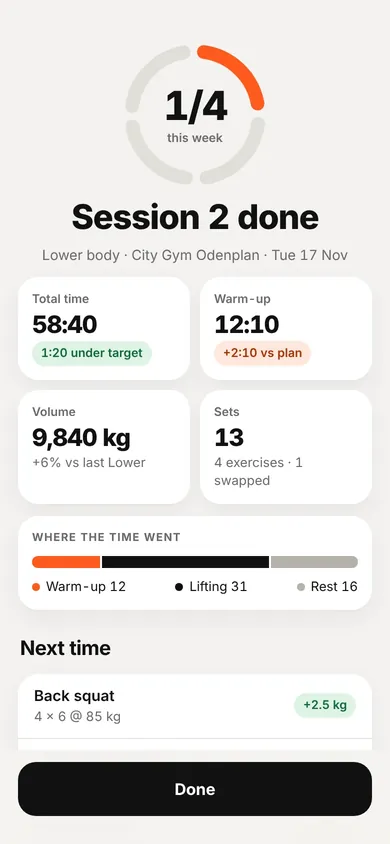 1/4
this week
Session 2 done
Lower body · City Gym Odenplan · Tue 17 Nov
Total time
58:40
1:20 under target
Warm-up
12:10
+2:10 vs plan
Volume
9,840 kg
+6% vs last Lower
Sets
13
4 exercises · 1
swapped
WHERE THE TIME WENT
Warm-up 12
Lifting 31
Rest 16
Next time
Back squat
4 × 6 @ 85 kg
+2.5 kg
Done